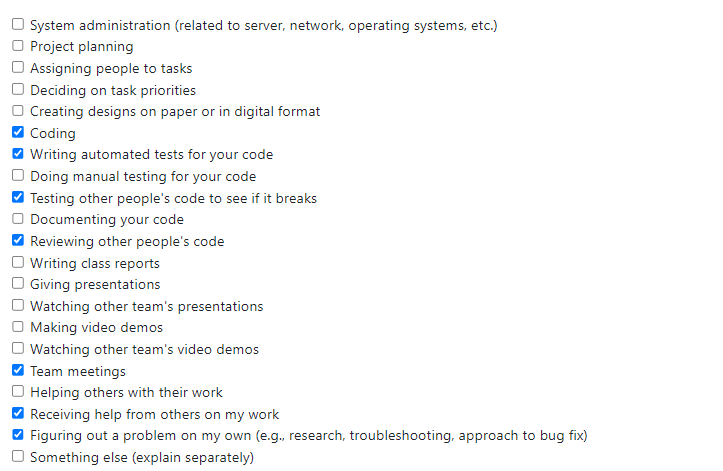 System administration (related to server, network, operating systems, etc.)
Project planning
Assigning people to tasks
Deciding on task priorities
Creating designs on paper or in digital format
Coding
Writing automated tests for your code
Doing manual testing for your code
Testing other people's code to see if it breaks
Documenting your code
Reviewing other people's code
Writing class reports
Giving presentations
Watching other team's presentations
Making video demos
Watching other team's video demos
Team meetings
Helping others with their work
Receiving help from others on my work
Figuring out a problem on my own (e.g., research, troubleshooting, approach to bug fix)
Something else (explain separately)